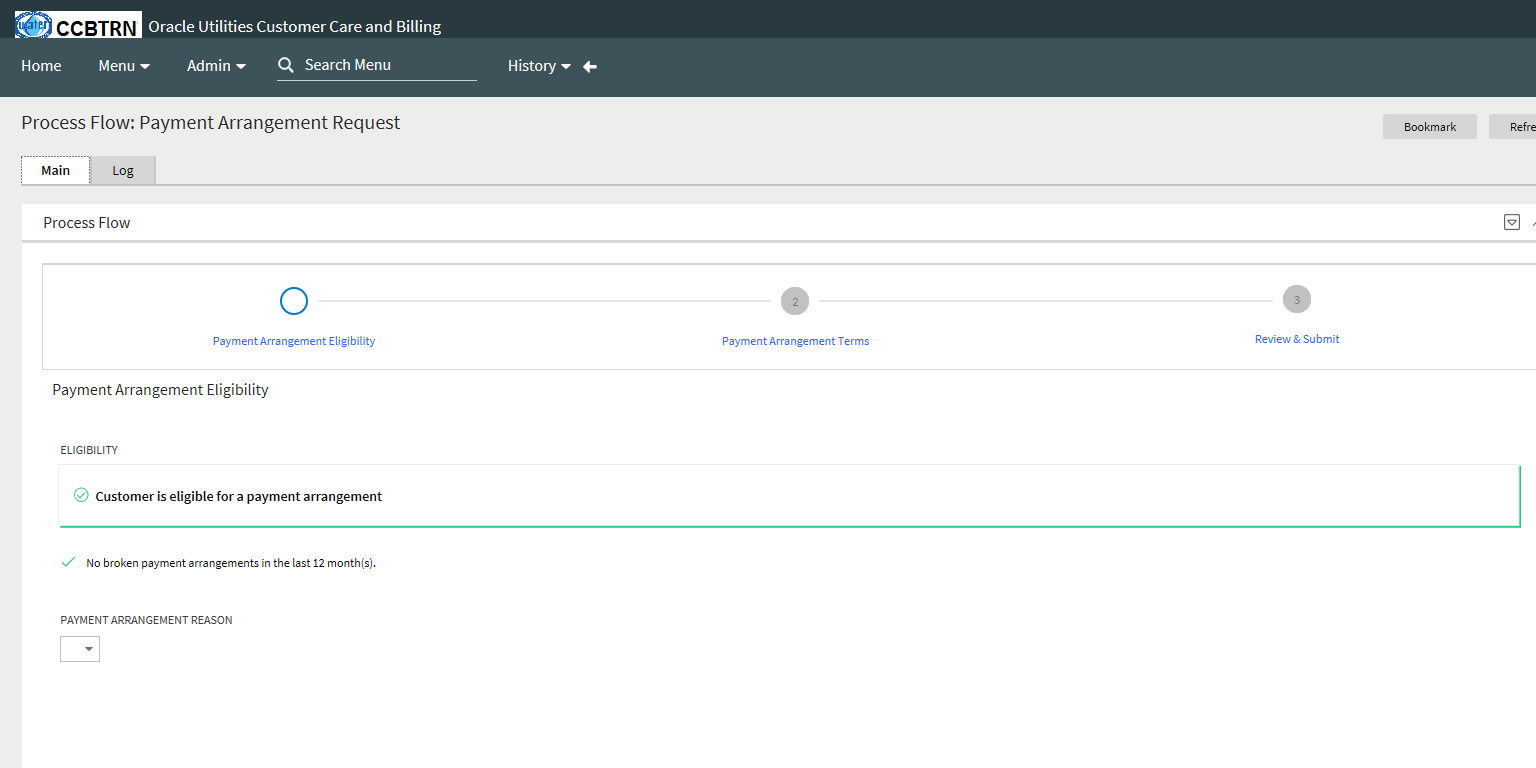 water CCBTRN Oracle Utilities Customer Care and Billing
Home Menu Admin Search Menu History
Process Flow: Payment Arrangement Request
Bookmark Refre
Main Log
Process Flow
2 3
Payment Arrangement Eligibility Payment Arrangement Terms Review & Submit
Payment Arrangement Eligibility
ELIGIBILITY
Customer is eligible for a payment arrangement
No broken payment arrangements in the last 12 month(s).
PAYMENT ARRANGEMENT REASON